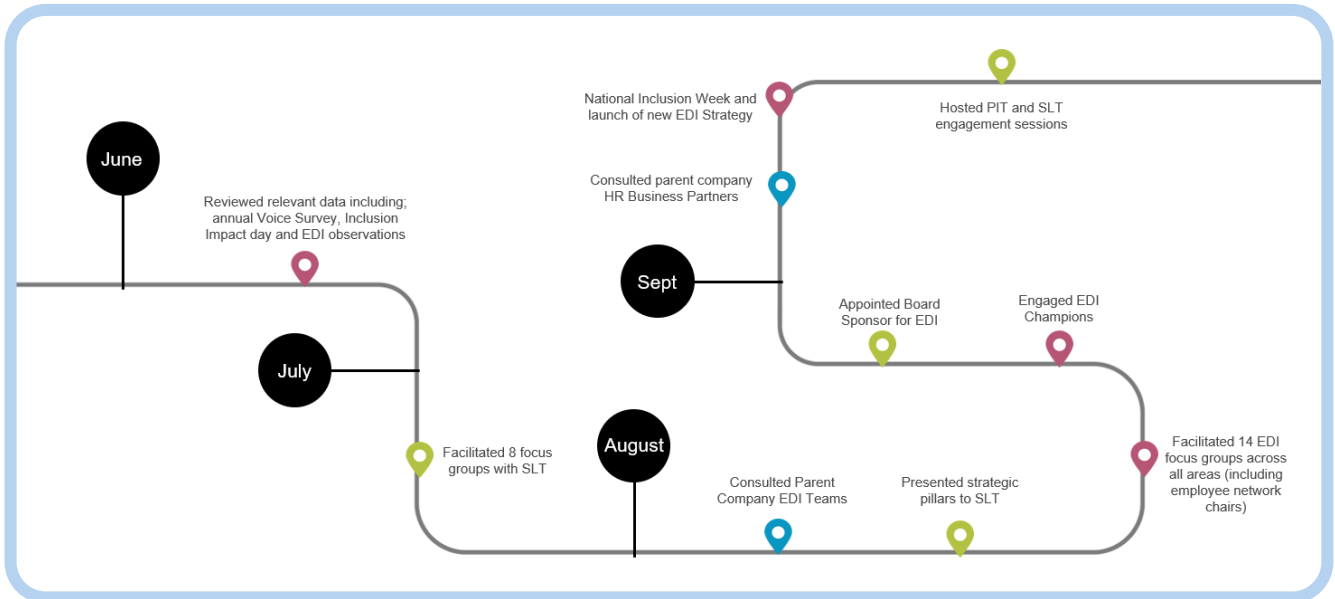 June
Reviewed relevant data including;
annual Voice Survey, Inclusion
Impact day and EDI observations
July
Facilitated 8 focus
groups with SLT
August
Consulted Parent
Company EDI Teams
Presented strategic
pillars to SLT
Facilitated 14 EDI
focus groups across
all areas (including
employee network
chairs)
Engaged EDI
Champions
Appointed Board
Sponsor for EDI
Sept
Consulted parent company
HR Business Partners
National Inclusion Week and
launch of new EDI Strategy
Hosted PIT and SLT
engagement sessions